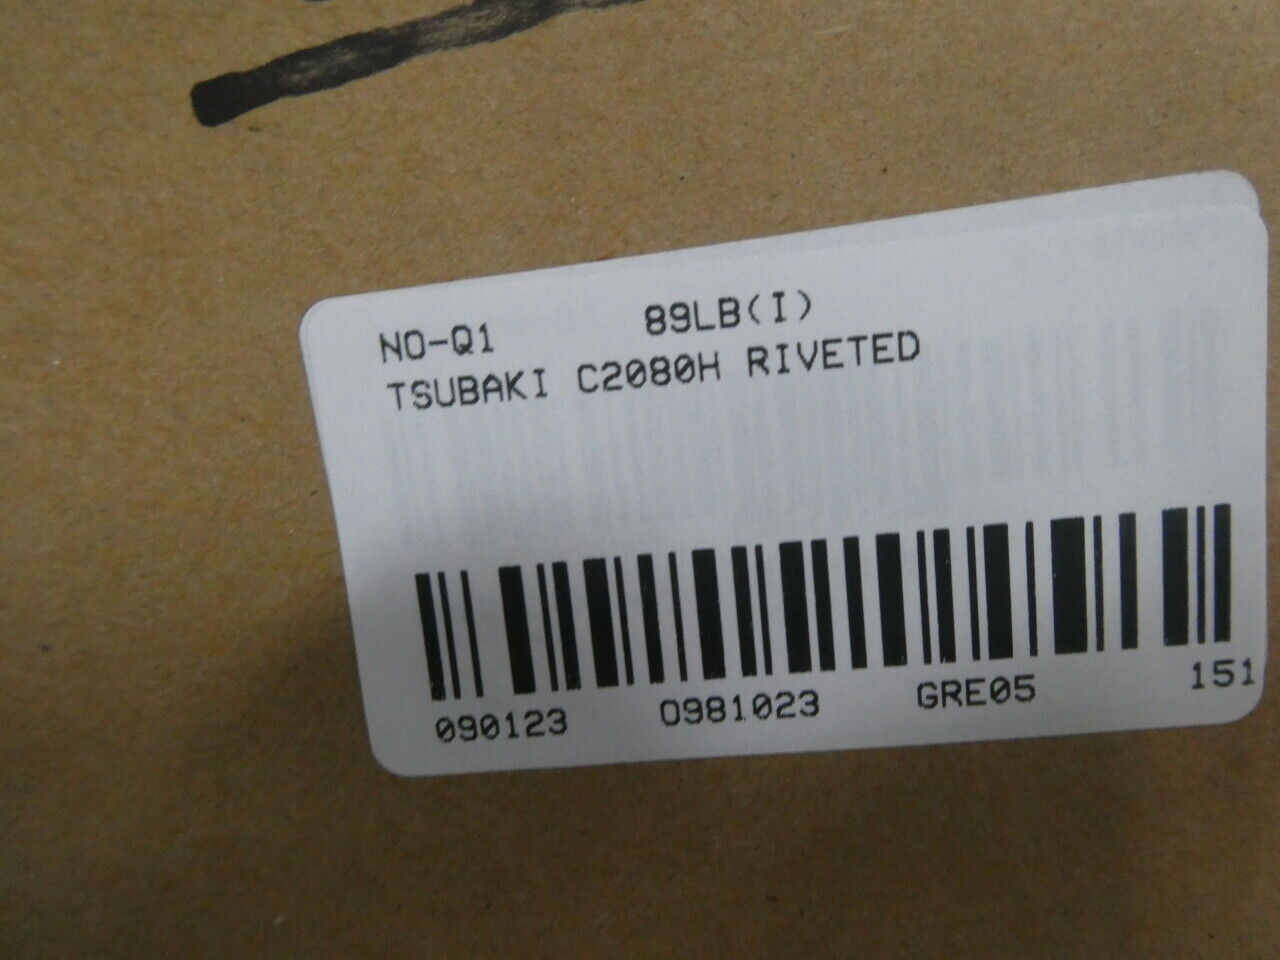 NO-Q1 89LB(I)
TSUBAKI C2080H RIVETED
090123 0981023 GRE05 151